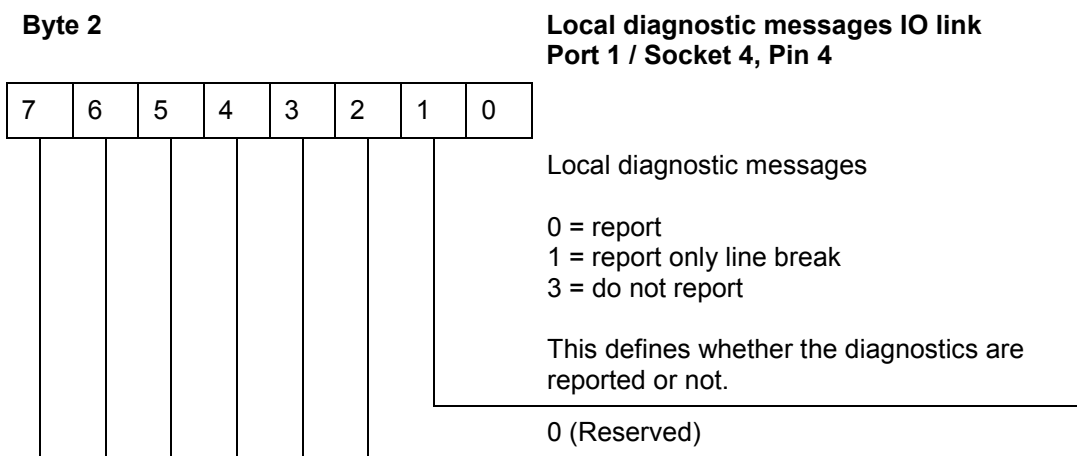 Byte 2
Local diagnostic messages IO link
Port 1 / Socket 4, Pin 4
7 6 5 4 3 2 1 0
Local diagnostic messages
0 = report
1 = report only line break
3 = do not report
This defines whether the diagnostics are
reported or not.
0 (Reserved)